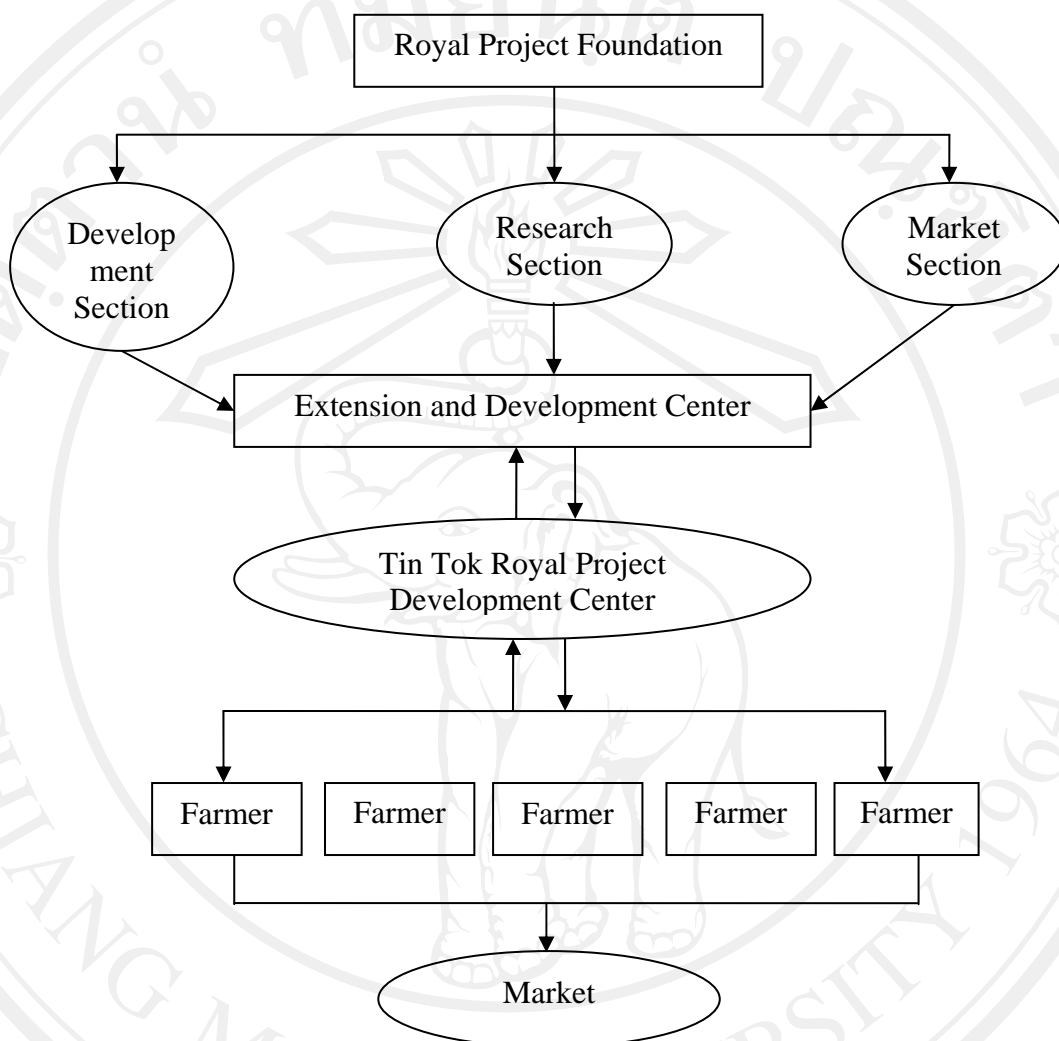 Royal Project Foundation
Develop
ment
Section
Research
Section
Market
Section
Extension and Development Center
Tin Tok Royal Project
Development Center
Farmer
Farmer
Farmer
Farmer
Farmer
Market
1964